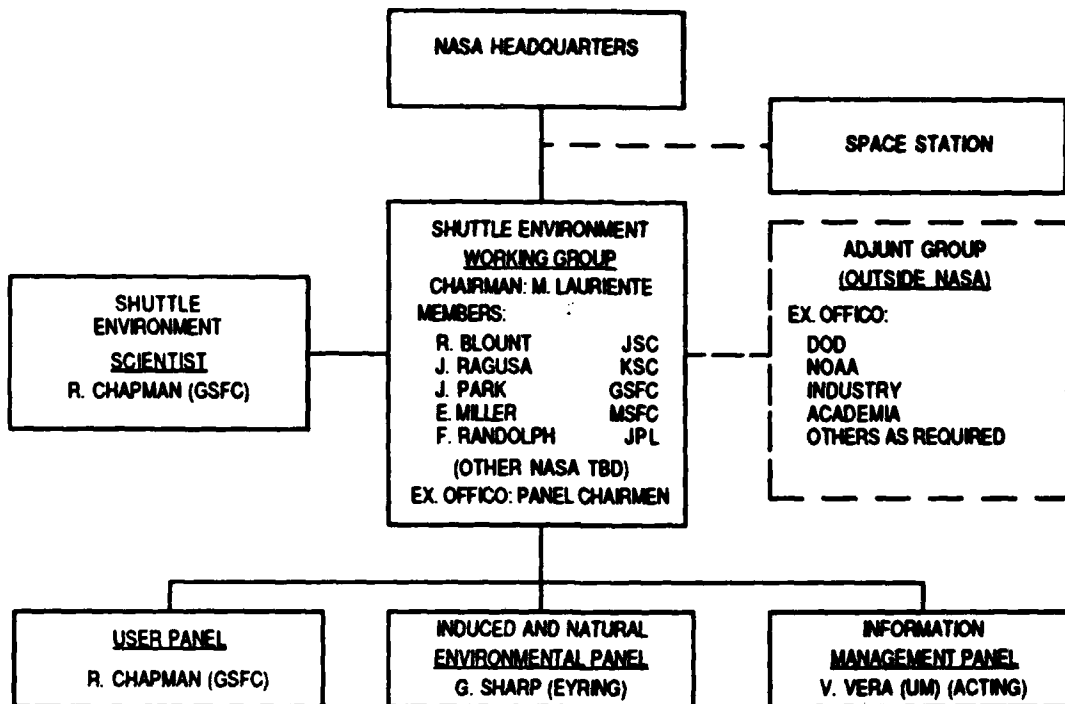 NASA HEADQUARTERS
SPACE STATION
SHUTTLE ENVIRONMENT
WORKING GROUP
CHAIRMAN: M. LAURIENTE
MEMBERS:
R. BLOUNT JSC
J. RAGUSA KSC
J. PARK GSFC
E. MILLER MSFC
F. RANDOLPH JPL
(OTHER NASA TBD)
EX. OFFICO: PANEL CHAIRMEN
SHUTTLE
ENVIRONMENT
SCIENTIST
R. CHAPMAN (GSFC)
ADJUNT GROUP
(OUTSIDE NASA)
EX. OFFICO:
DOD
NOAA
INDUSTRY
ACADEMIA
OTHERS AS REQUIRED
USER PANEL
R. CHAPMAN (GSFC)
INDUCED AND NATURAL
ENVIRONMENTAL PANEL
G. SHARP (EYRING)
INFORMATION
MANAGEMENT PANEL
V. VERA (UM) (ACTING)